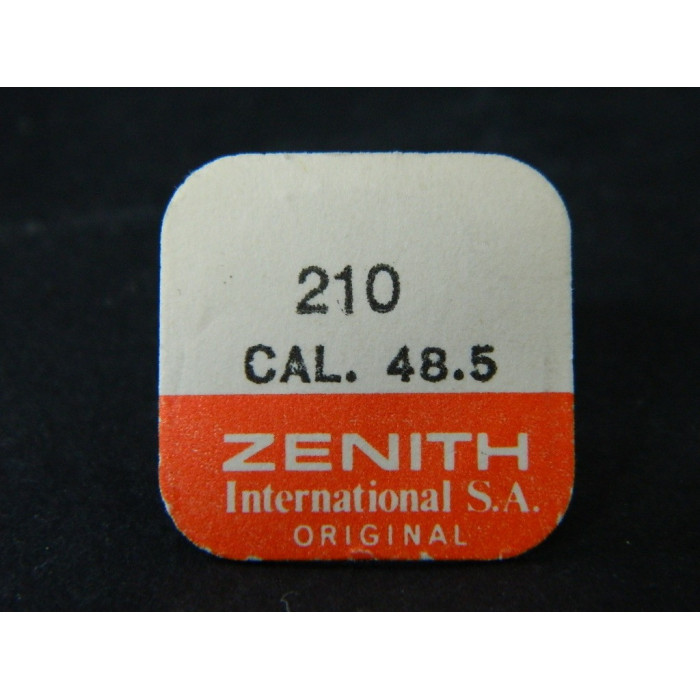 210
CAL. 48.5
ZENITH
International S.A.
ORIGINAL